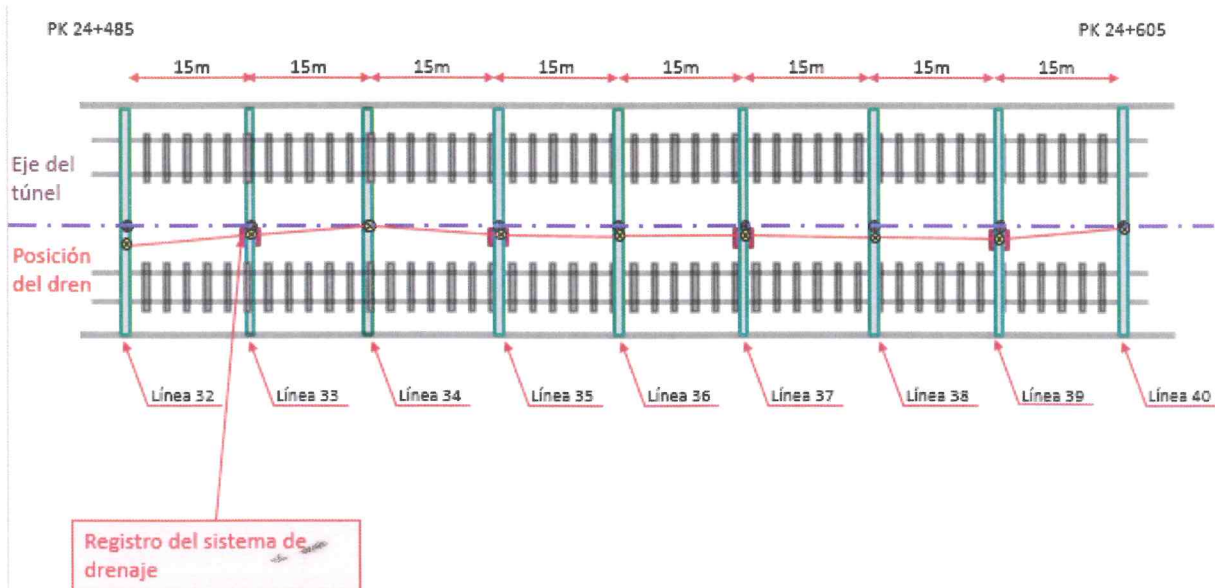 PK 24+485
PK 24+605
15m
15m
15m
15m
15m
15m
15m
15m
Eje del
túnel
Posición
del dren
Línea 32
Línea 33
Línea 34
Línea 35
Línea 36
Línea 37
Línea 38
Línea 39
Línea 40
Registro del sistema de
drenaje